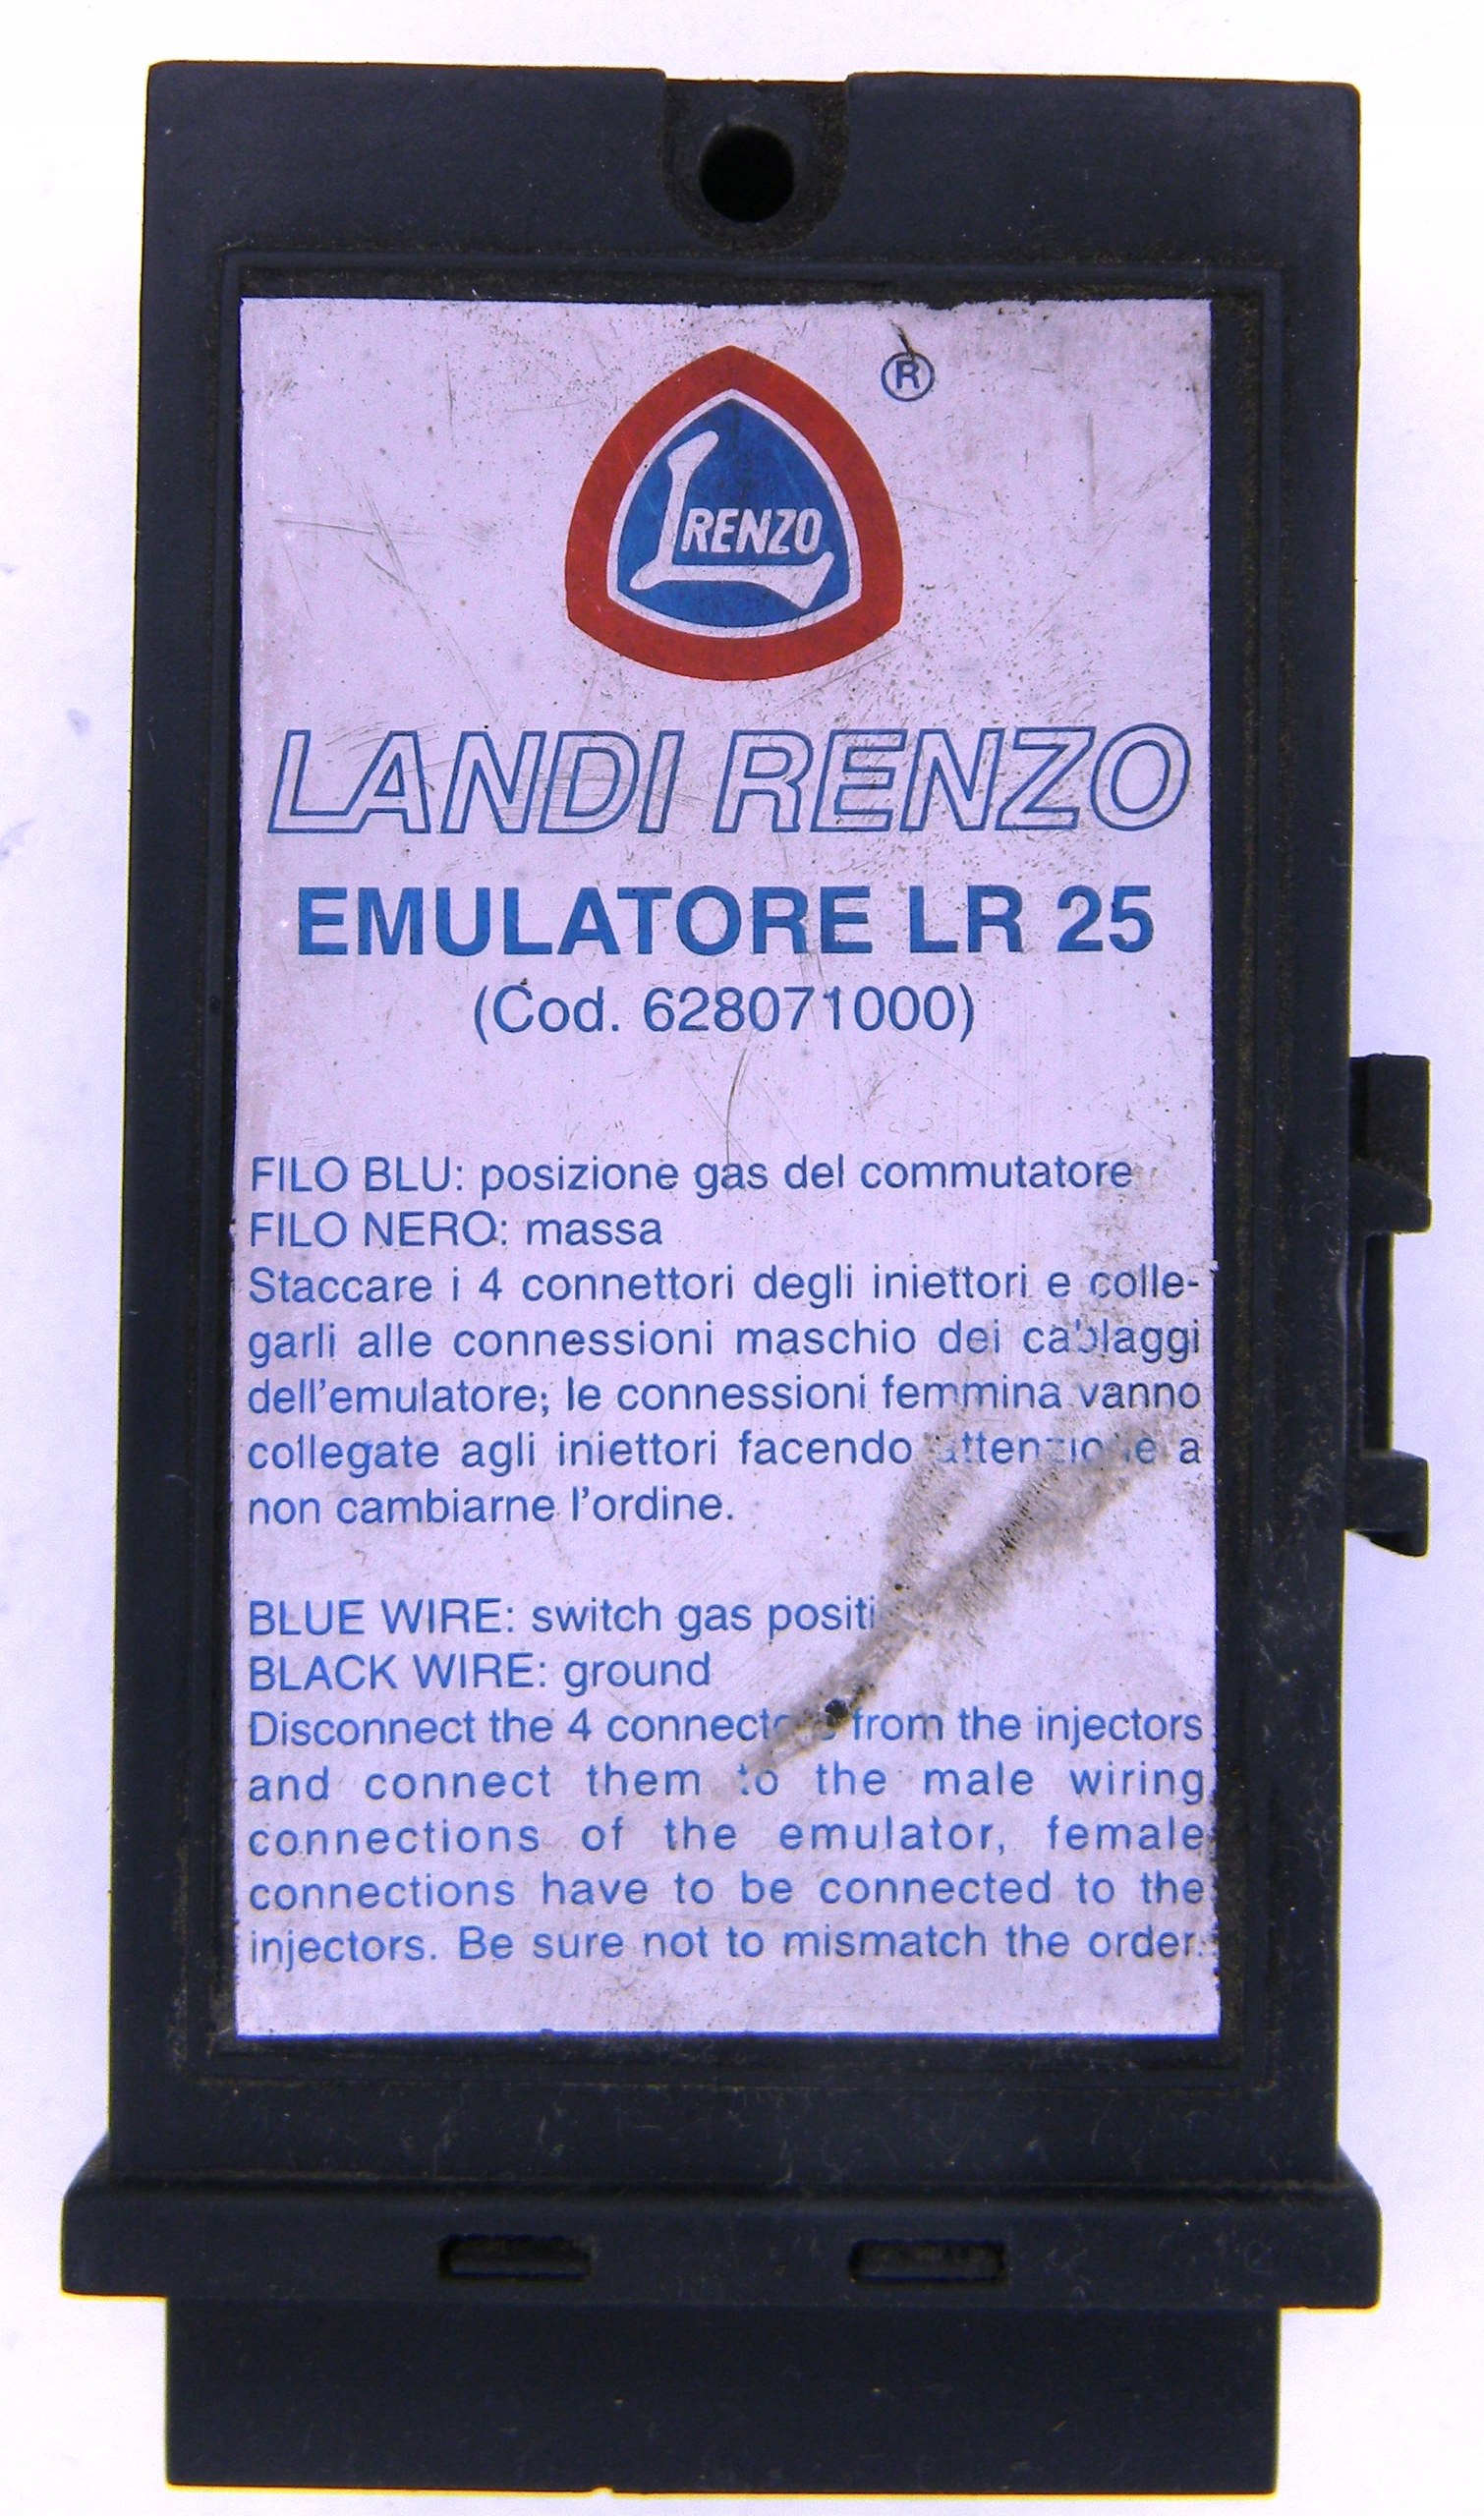 ®
L RENZO
LANDI RENZO
EMULATORE LR 25
(Cod. 628071000)
FILO BLU: posizione gas del commutatore
FILO NERO: massa
Staccare i 4 connettori degli iniettori e colle-
garli alle connessioni maschio dei cablaggi
dell'emulatore; le connessioni femmina vanno
collegate agli iniettori facendo attenzione a
non cambiarne l'ordine.
BLUE WIRE: switch gas positi
BLACK WIRE: ground
Disconnect the 4 connectors from the injectors
and connect them to the male wiring
connections of the emulator, female
connections have to be connected to the
injectors. Be sure not to mismatch the order.